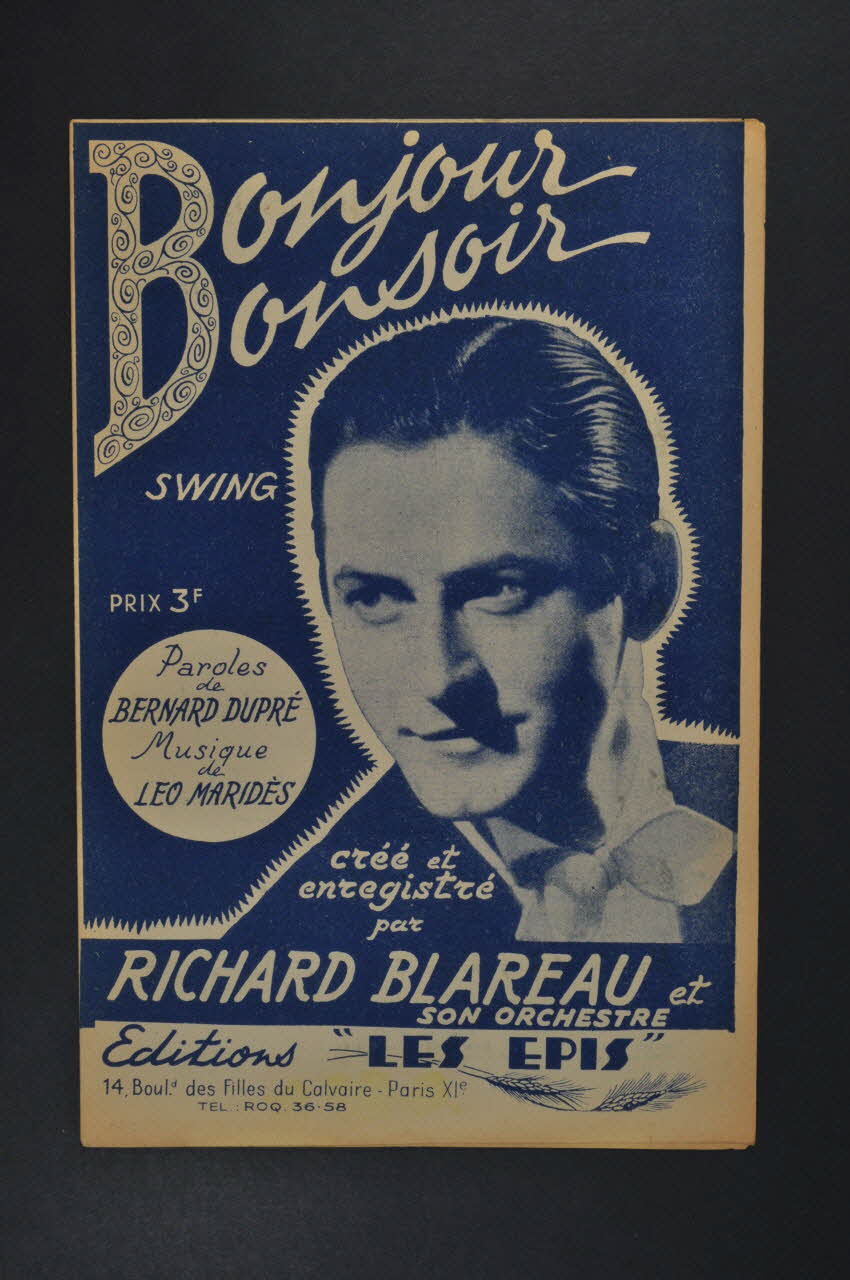 Bonjour
Bonsoir
SWING
PRIX 3F
Paroles
de
BERNARD DUPRÉ
Musique
de
LEO MARIDÈS
créé et
enregistré
par
RICHARD BLAREAU et
SON ORCHESTRE
Editions "LES EPIS"
14, Boul.d des Filles du Calvaire - Paris XIe.
TEL.: ROQ. 36-58